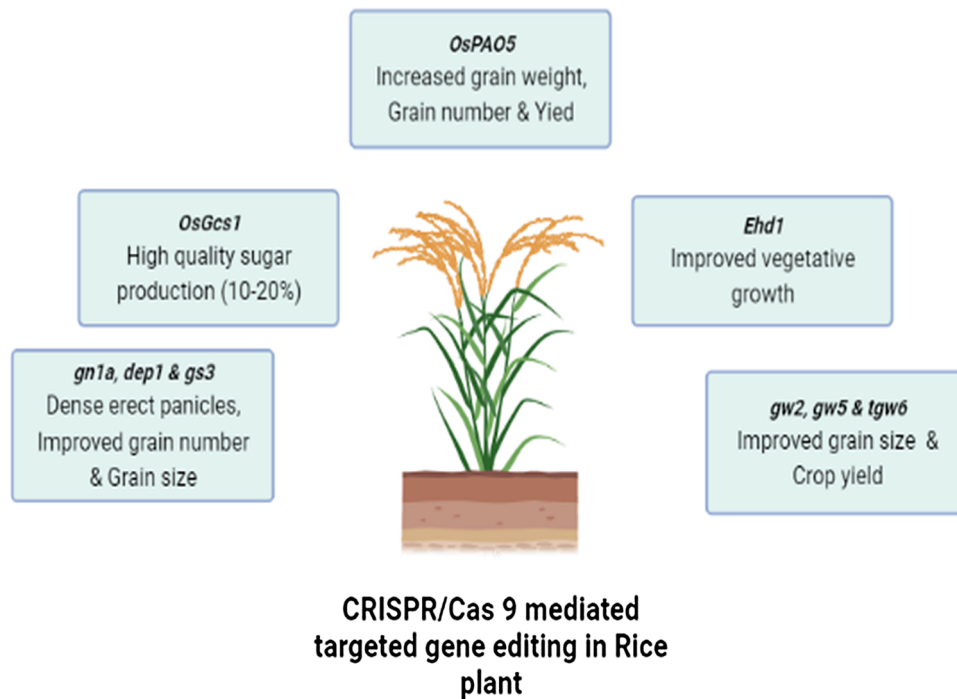 OsPAO5
Increased grain weight,
Grain number & Yied
OsGcs1
High quality sugar
production (10-20%)
Ehd1
Improved vegetative
growth
gn1a, dep1 & gs3
Dense erect panicles,
Improved grain number
& Grain size
gw2, gw5 & tgw6
Improved grain size &
Crop yield
CRISPR/Cas 9 mediated
targeted gene editing in Rice
plant